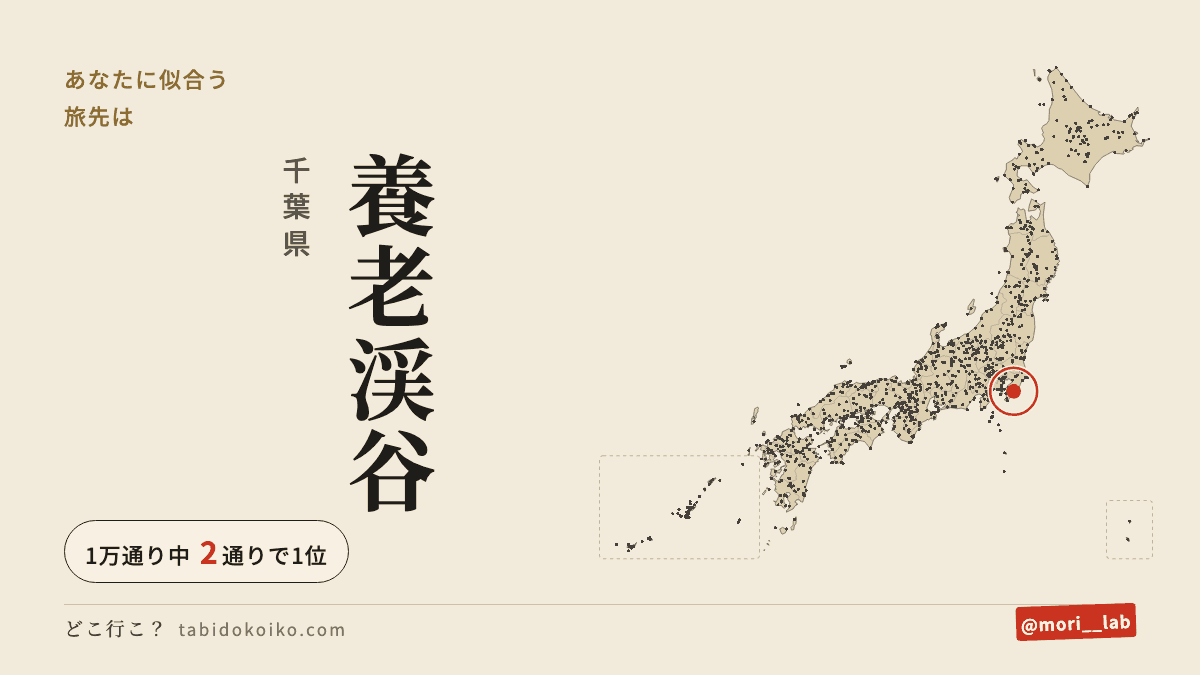 あなたに似合う
旅先は
養老渓谷
千葉県
1万通り中 2通りで1位
どこ行こ？ tabidokoiko.com
@mori__lab